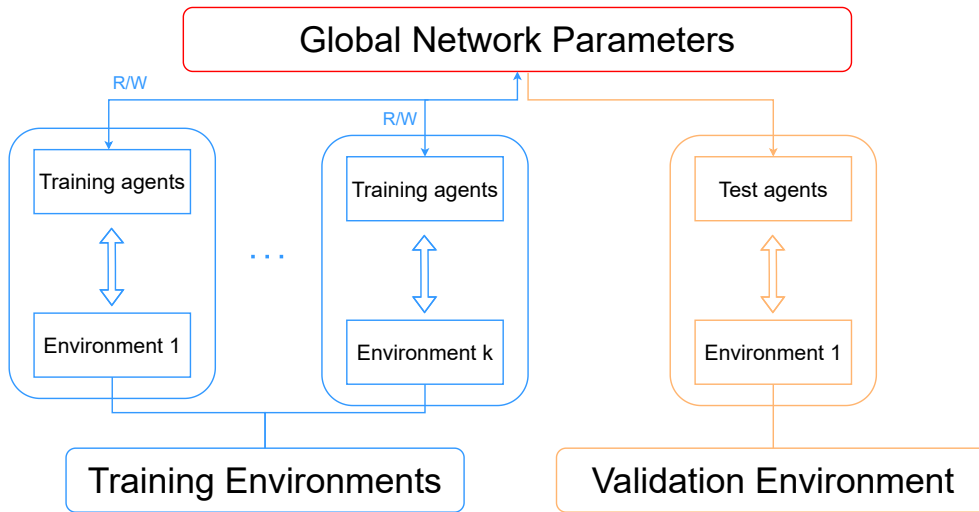 Global Network Parameters
R/W
R/W
Training agents
Training agents
Test agents
...
Environment 1
Environment k
Environment 1
Training Environments
Validation Environment